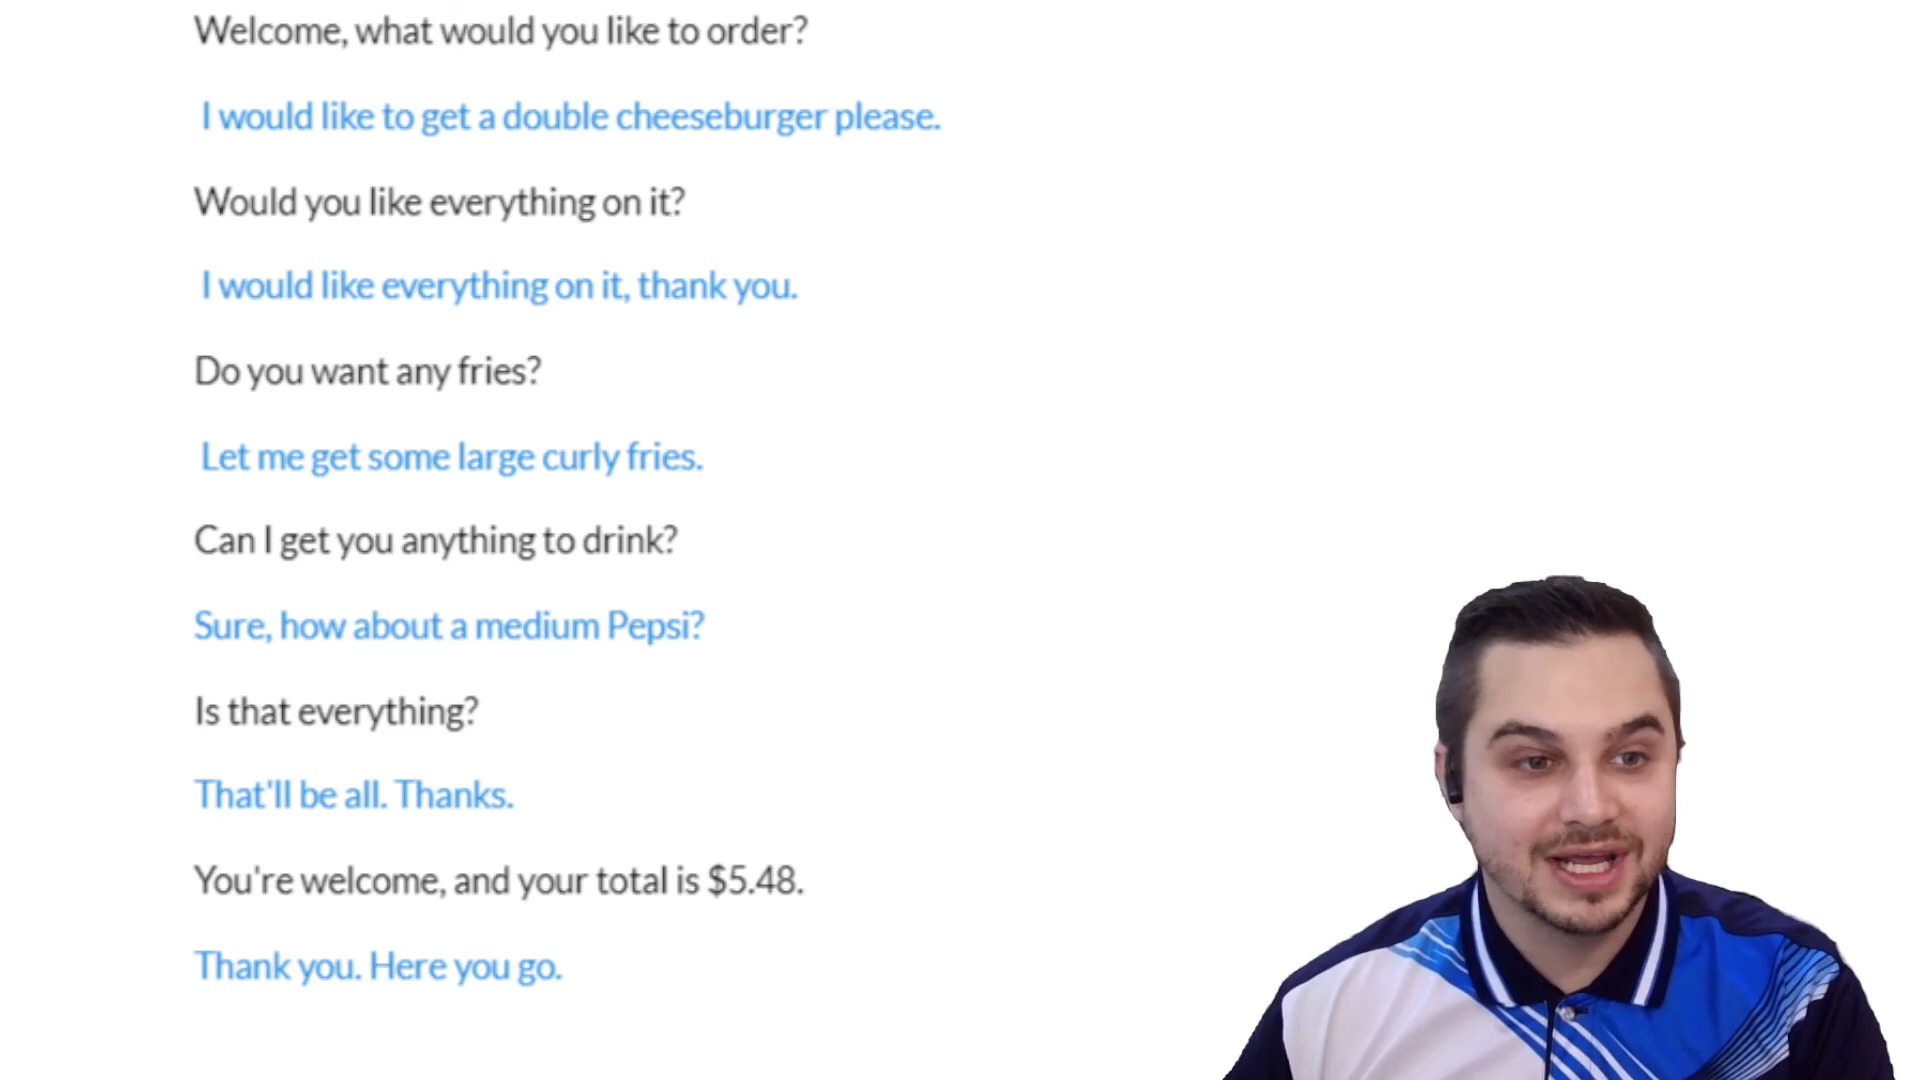 Welcome, what would you like to order?
I would like to get a double cheeseburger please.
Would you like everything on it?
I would like everything on it, thank you.
Do you want any fries?
Let me get some large curly fries.
Can I get you anything to drink?
Sure, how about a medium Pepsi?
Is that everything?
That'll be all. Thanks.
You're welcome, and your total is $5.48.
Thank you. Here you go.